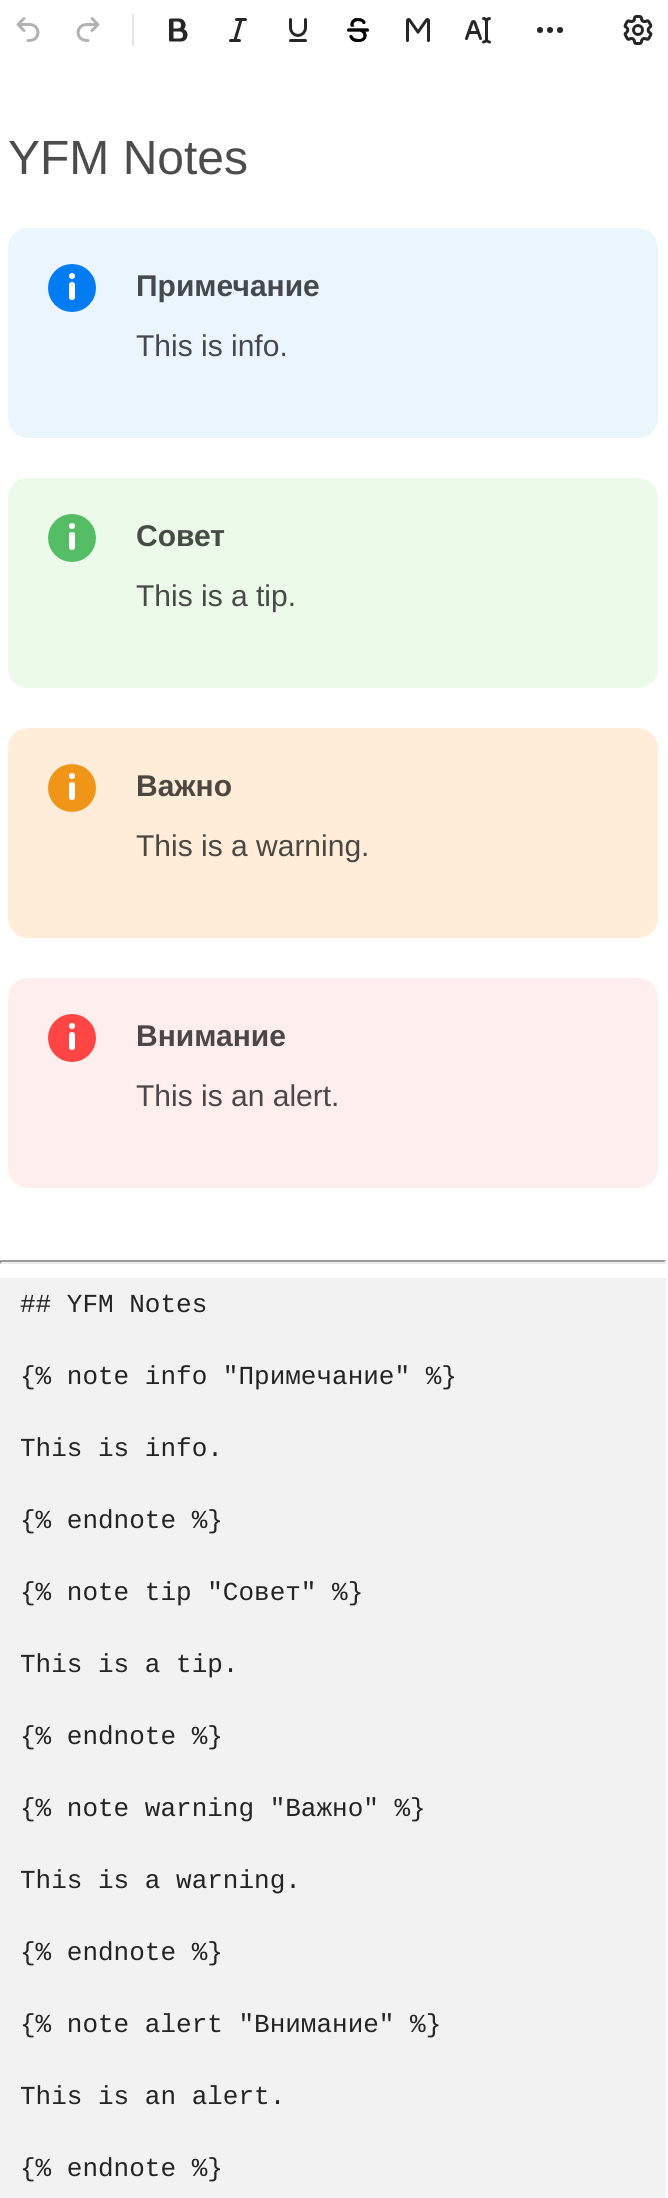 B I U S M AI
YFM Notes
Примечание
This is info.
Совет
This is a tip.
Важно
This is a warning.
Внимание
This is an alert.
## YFM Notes
{% note info "Примечание" %}
This is info.
{% endnote %}
{% note tip "Совет" %}
This is a tip.
{% endnote %}
{% note warning "Важно" %}
This is a warning.
{% endnote %}
{% note alert "Внимание" %}
This is an alert.
{% endnote %}